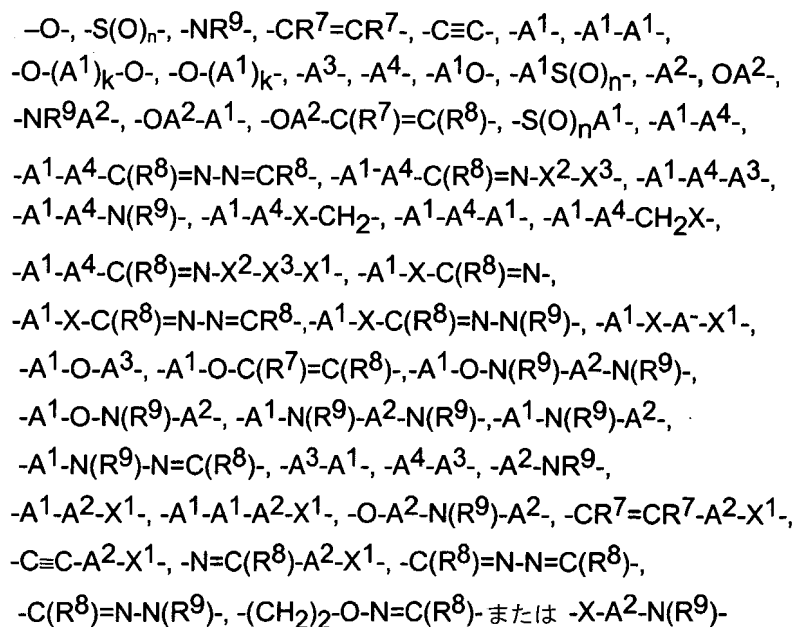 –O-, -S(O)ₙ-, -NR⁹-, -CR⁷=CR⁷-, -C≡C-, -A¹-, -A¹-A¹-,
-O-(A¹)ₖ-O-, -O-(A¹)ₖ-, -A³-, -A⁴-, -A¹O-, -A¹S(O)ₙ-, -A²-, OA²-,
-NR⁹A²-, -OA²-A¹-, -OA²-C(R⁷)=C(R⁸)-, -S(O)ₙA¹-, -A¹-A⁴-,
-A¹-A⁴-C(R⁸)=N-N=CR⁸-, -A¹-A⁴-C(R⁸)=N-X²-X³-, -A¹-A⁴-A³-,
-A¹-A⁴-N(R⁹)-, -A¹-A⁴-X-CH₂-, -A¹-A⁴-A¹-, -A¹-A⁴-CH₂X-,
-A¹-A⁴-C(R⁸)=N-X²-X³-X¹-, -A¹-X-C(R⁸)=N-,
-A¹-X-C(R⁸)=N-N=CR⁸-,-A¹-X-C(R⁸)=N-N(R⁹)-, -A¹-X-A⁻-X¹-,
-A¹-O-A³-, -A¹-O-C(R⁷)=C(R⁸)-,-A¹-O-N(R⁹)-A²-N(R⁹)-,
-A¹-O-N(R⁹)-A²-, -A¹-N(R⁹)-A²-N(R⁹)-,-A¹-N(R⁹)-A²-,
-A¹-N(R⁹)-N=C(R⁸)-, -A³-A¹-, -A⁴-A³-, -A²-NR⁹-,
-A¹-A²-X¹-, -A¹-A¹-A²-X¹-, -O-A²-N(R⁹)-A²-, -CR⁷=CR⁷-A²-X¹-,
-C≡C-A²-X¹-, -N=C(R⁸)-A²-X¹-, -C(R⁸)=N-N=C(R⁸)-,
-C(R⁸)=N-N(R⁹)-, -(CH₂)₂-O-N=C(R⁸)- または -X-A²-N(R⁹)-